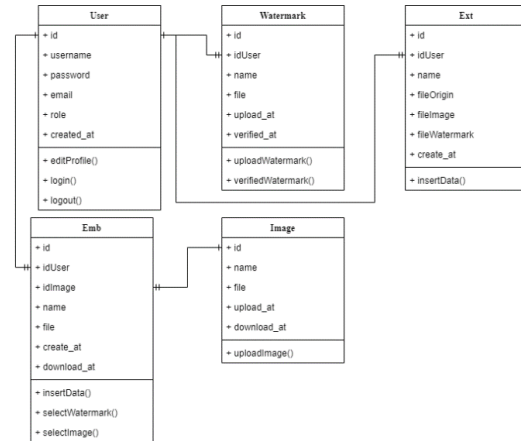 User
+ id
+ username
+ password
+ email
+ role
+ created_at
+ editProfile()
+ login()
+ logout()
Watermark
+ id
+ idUser
+ name
+ file
+ upload_at
+ verified_at
+ uploadWatermark()
+ verifiedWatermark()
Ext
+ id
+ idUser
+ name
+ fileOrigin
+ fileImage
+ fileWatermark
+ create_at
+ insertData()
Emb
+ id
+ idUser
+ idImage
+ name
+ file
+ create_at
+ download_at
+ insertData()
+ selectWatermark()
+ selectImage()
Image
+ id
+ name
+ file
+ upload_at
+ download_at
+ uploadImage()